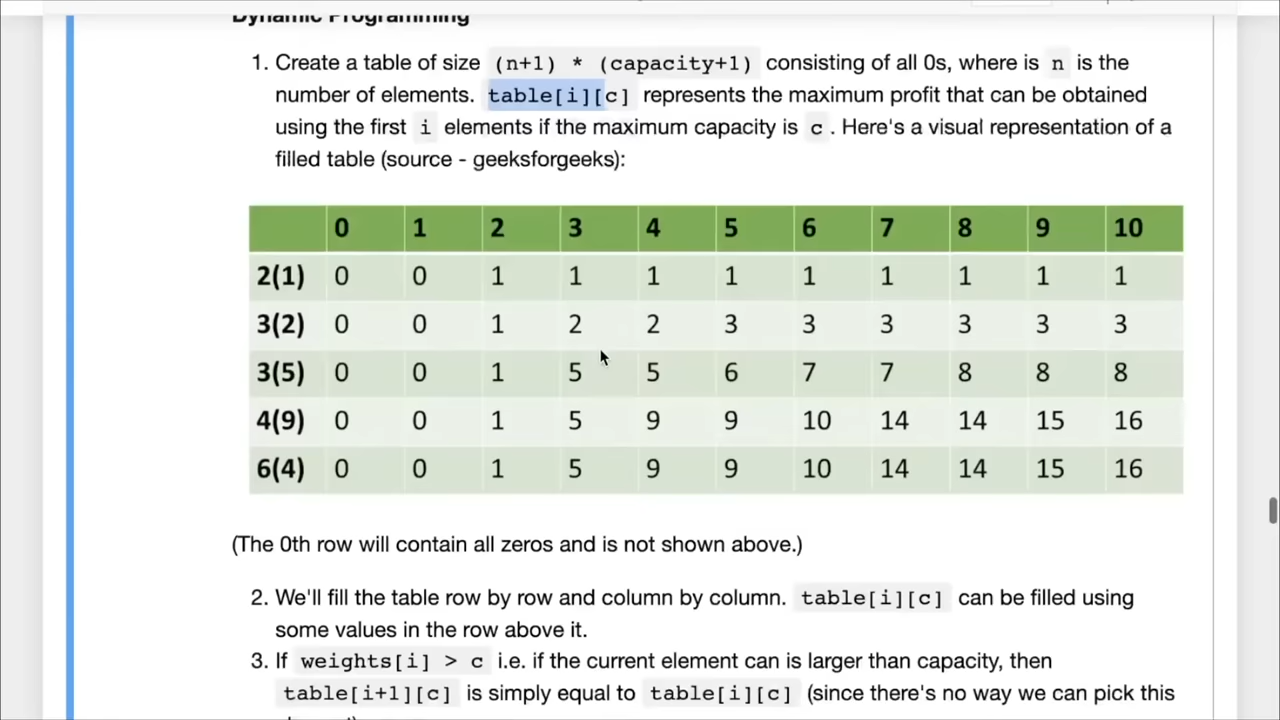 Dynamic Programming
1. Create a table of size (n+1) * (capacity+1) consisting of all 0s, where is n is the
number of elements. table[i][c] represents the maximum profit that can be obtained
using the first i elements if the maximum capacity is c . Here's a visual representation of a
filled table (source - geeksforgeeks):
0 1 2 3 4 5 6 7 8 9 10
2(1) 0 0 1 1 1 1 1 1 1 1 1
3(2) 0 0 1 2 2 3 3 3 3 3 3
3(5) 0 0 1 5 5 6 7 7 8 8 8
4(9) 0 0 1 5 9 9 10 14 14 15 16
6(4) 0 0 1 5 9 9 10 14 14 15 16
(The 0th row will contain all zeros and is not shown above.)
2. We'll fill the table row by row and column by column. table[i][c] can be filled using
some values in the row above it.
3. If weights[i] > c i.e. if the current element can is larger than capacity, then
table[i+1][c] is simply equal to table[i][c] (since there's no way we can pick this